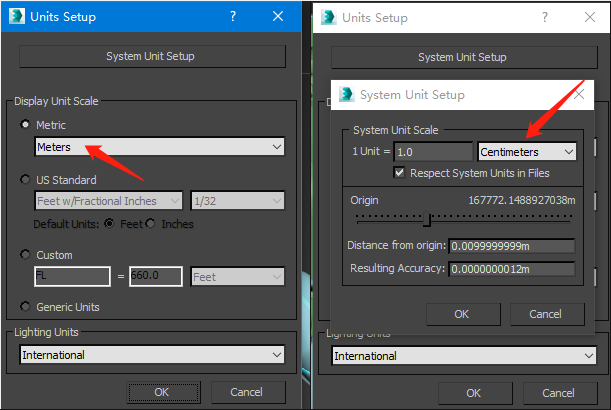 Units Setup
System Unit Setup
Display Unit Scale
Metric
Meters
US Standard
Feet w/Fractional Inches 1/32
Default Units: Feet Inches
Custom
FL = 660.0 Feet
Generic Units
Lighting Units
International
OK Cancel
Units Setup
System Unit Setup
D
System Unit Setup
System Unit Scale
1 Unit = 1.0 Centimeters
Respect System Units in Files
Origin 167772.1488927038m
Distance from origin: 0.0099999999m
Resulting Accuracy: 0.0000000012m
OK Cancel
Lighting Units
International
OK Cancel